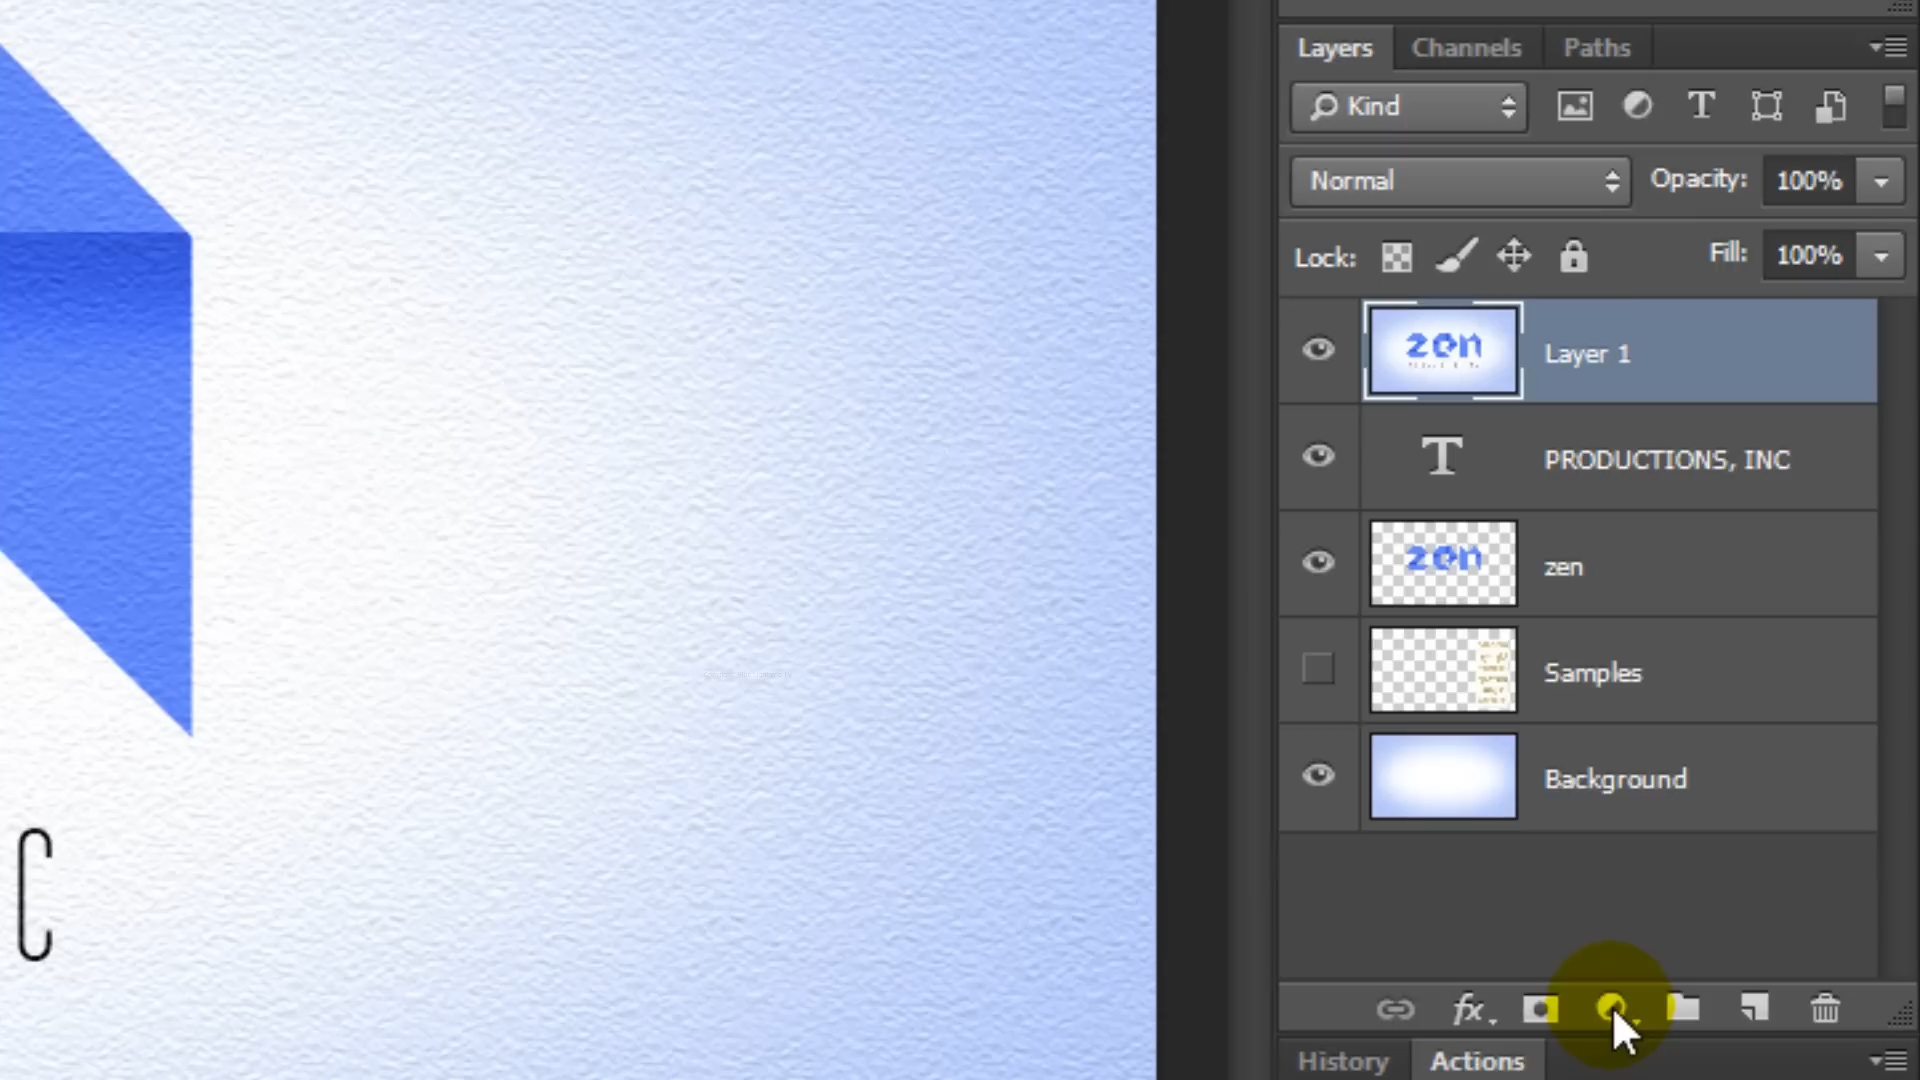 Layers Channels Paths
Kind
Normal Opacity: 100%
Lock: Fill: 100%
zen
Layer 1
T PRODUCTIONS, INC
zen
zen
Samples
Background
C
fx
History Actions